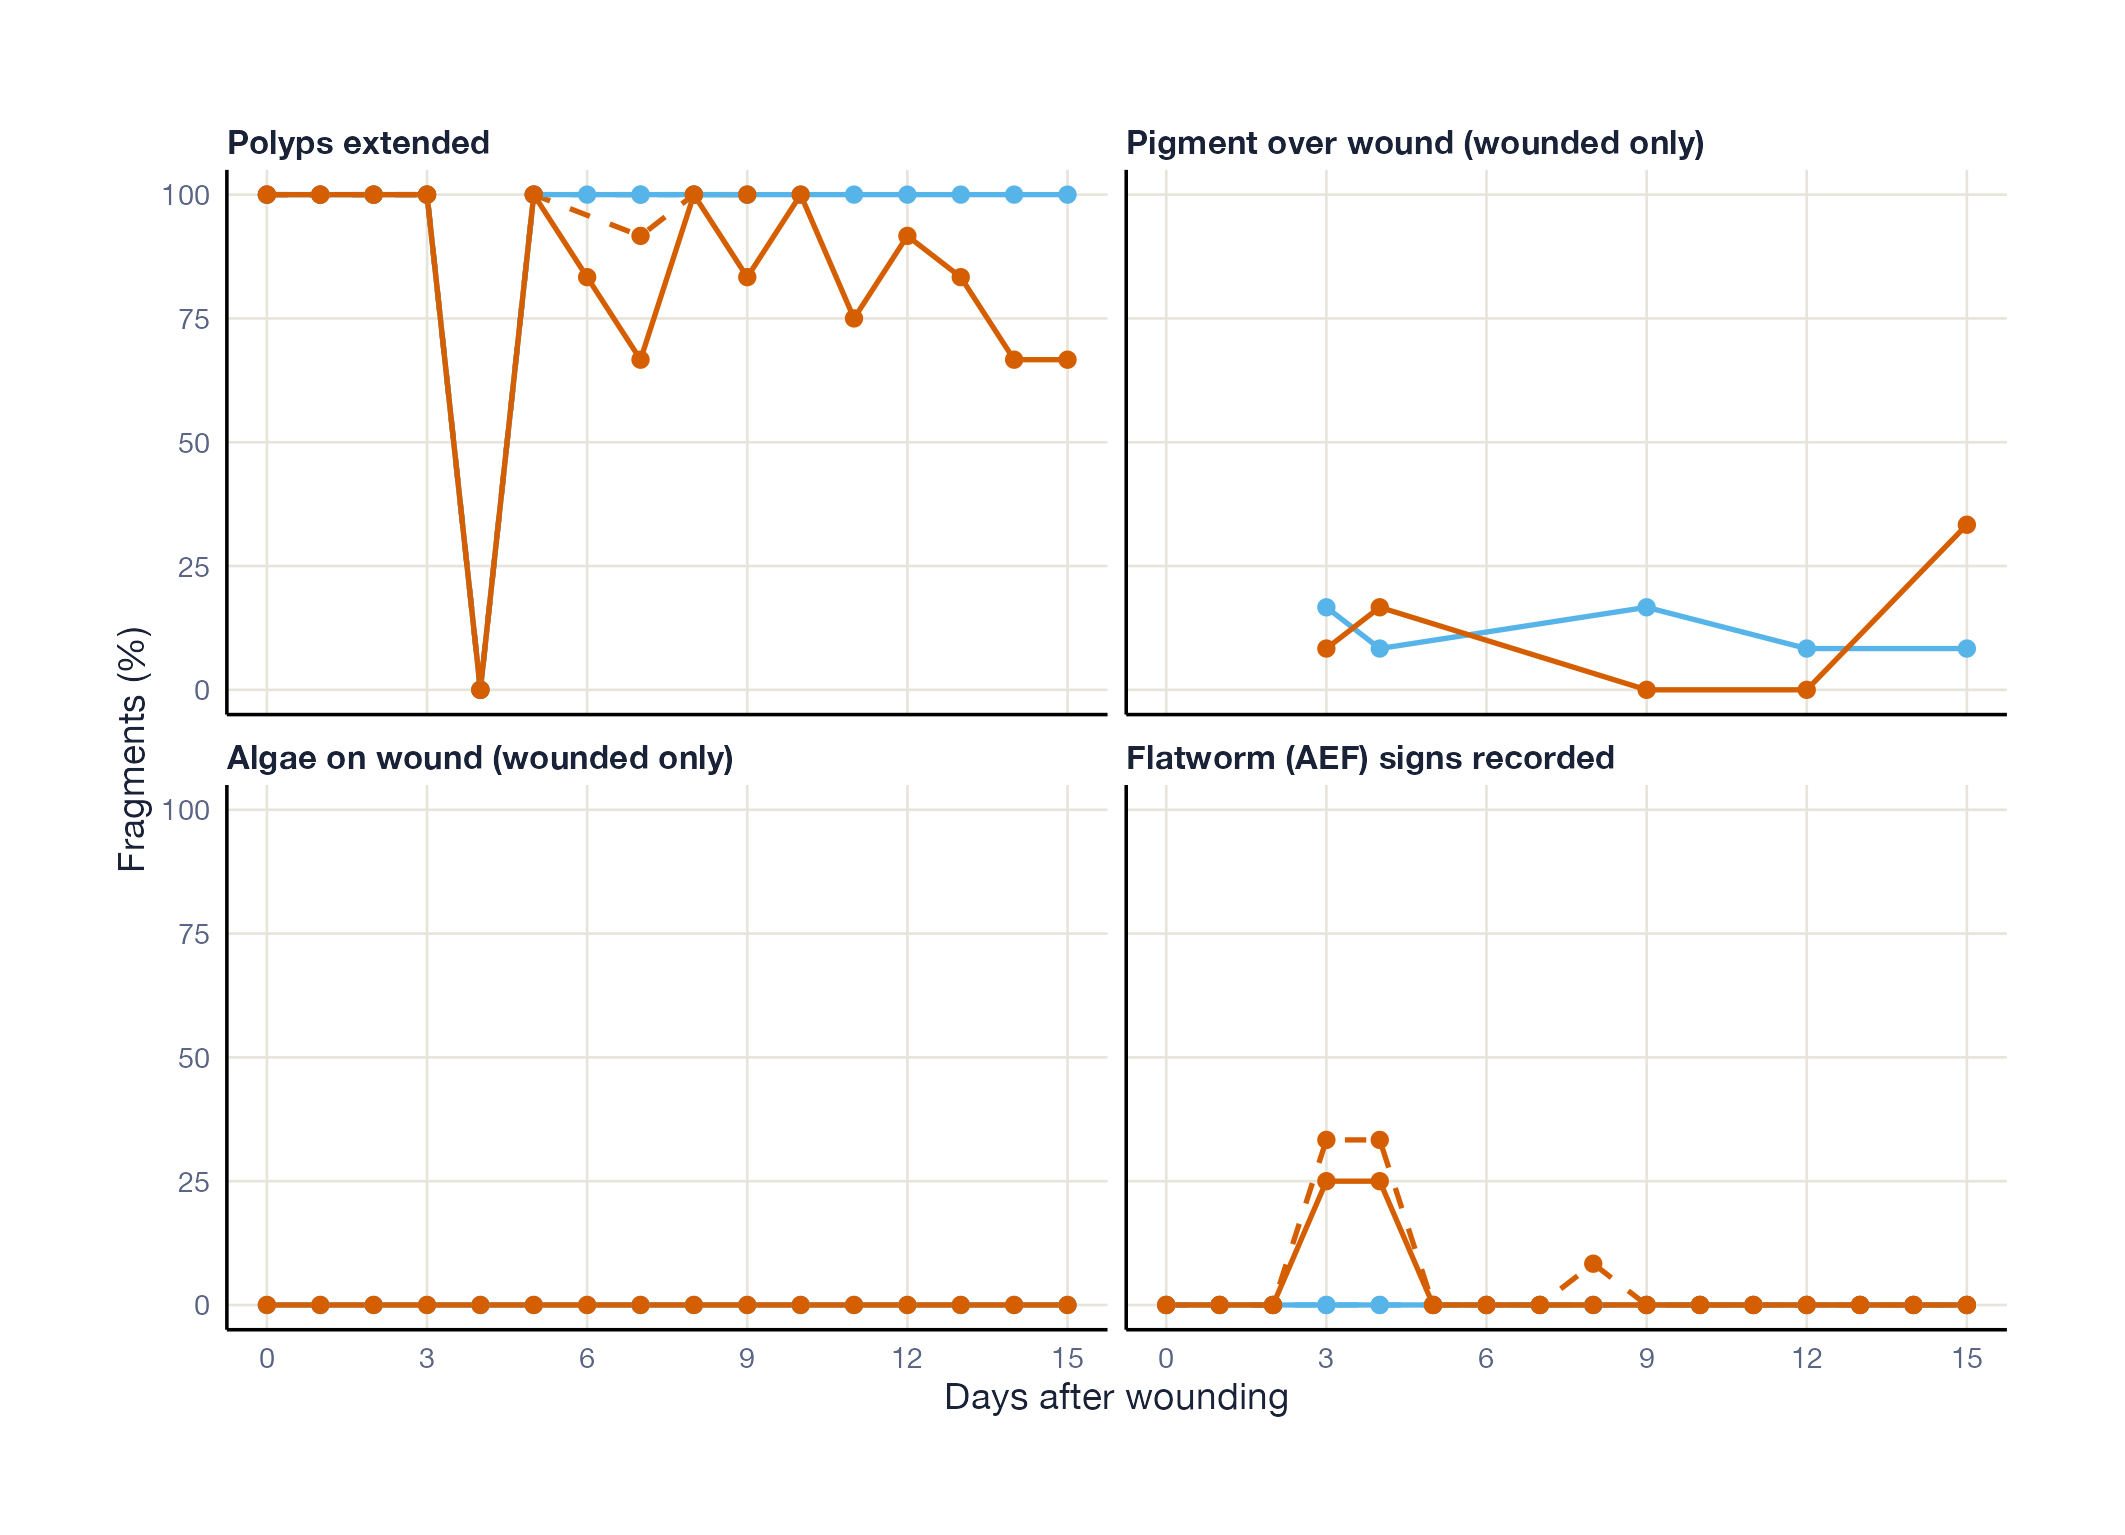 Polyps extended
Pigment over wound (wounded only)
100
75
50
25
0
Fragments (%)
Algae on wound (wounded only)
Flatworm (AEF) signs recorded
100
75
50
25
0
0 3 6 9 12 15
0 3 6 9 12 15
Days after wounding